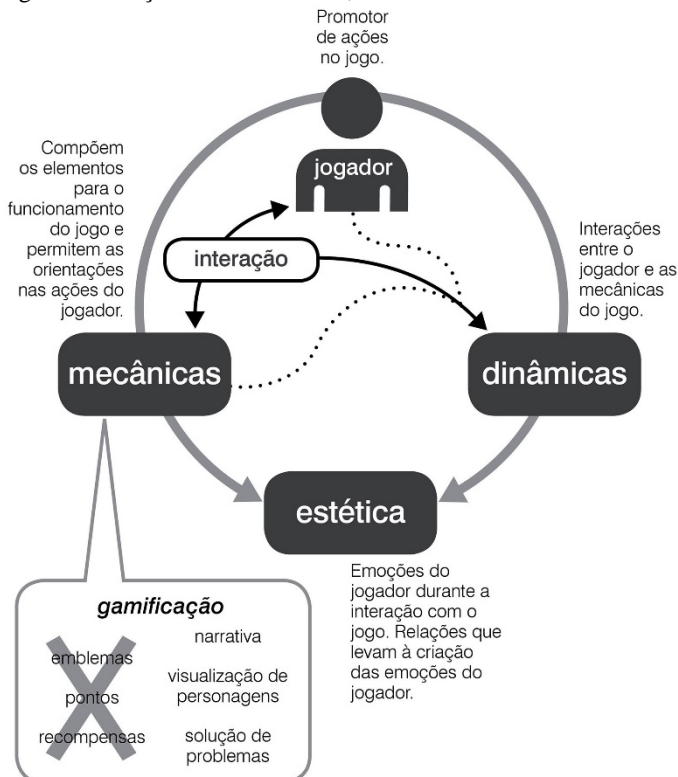 Promotor
de ações
no jogo.
jogador
Compõem
os elementos
para o
funcionamento
do jogo e
permitem as
orientações
nas ações do
jogador.
interação
Interações
entre o
jogador e as
mecânicas
do jogo.
mecânicas
dinâmicas
estética
Emoções do
jogador durante a
interação com o
jogo. Relações que
levam à criação
das emoções do
jogador.
gamificação
emblemas
pontos
recompensas
narrativa
visualização de
personagens
solução de
problemas